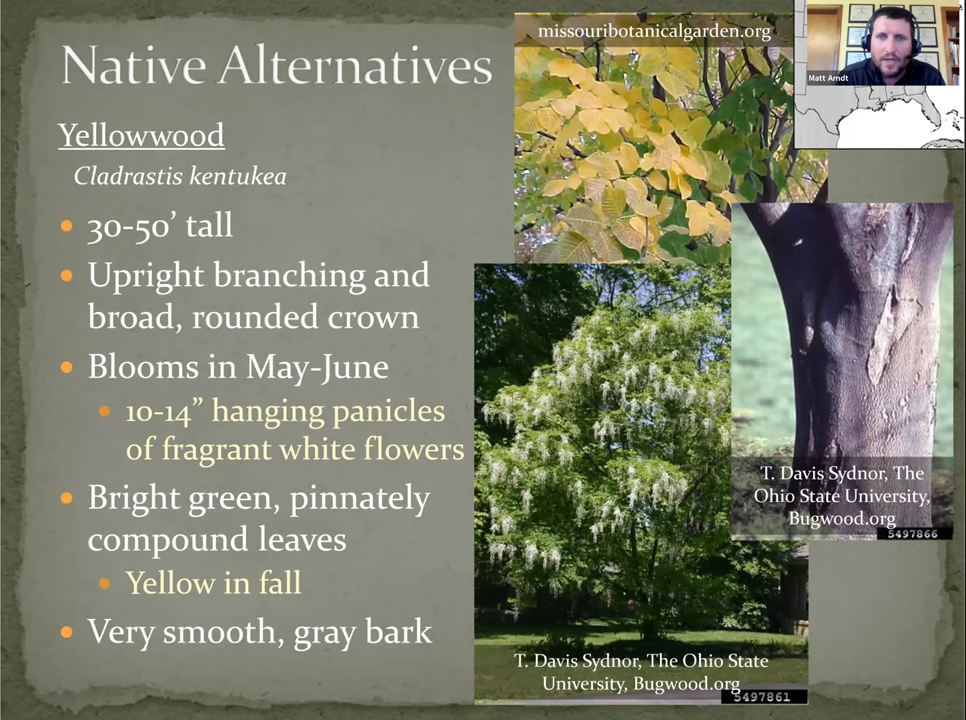 Native Alternatives
Yellowwood
Cladrastis kentukea
• 30-50’ tall
• Upright branching and
broad, rounded crown
• Blooms in May-June
• 10-14” hanging panicles
of fragrant white flowers
• Bright green, pinnately
compound leaves
• Yellow in fall
• Very smooth, gray bark
missouribotanicalgarden.org
Matt Arndt
T. Davis Sydnor, The
Ohio State University,
Bugwood.org
5497866
T. Davis Sydnor, The Ohio State
University, Bugwood.org
5497861